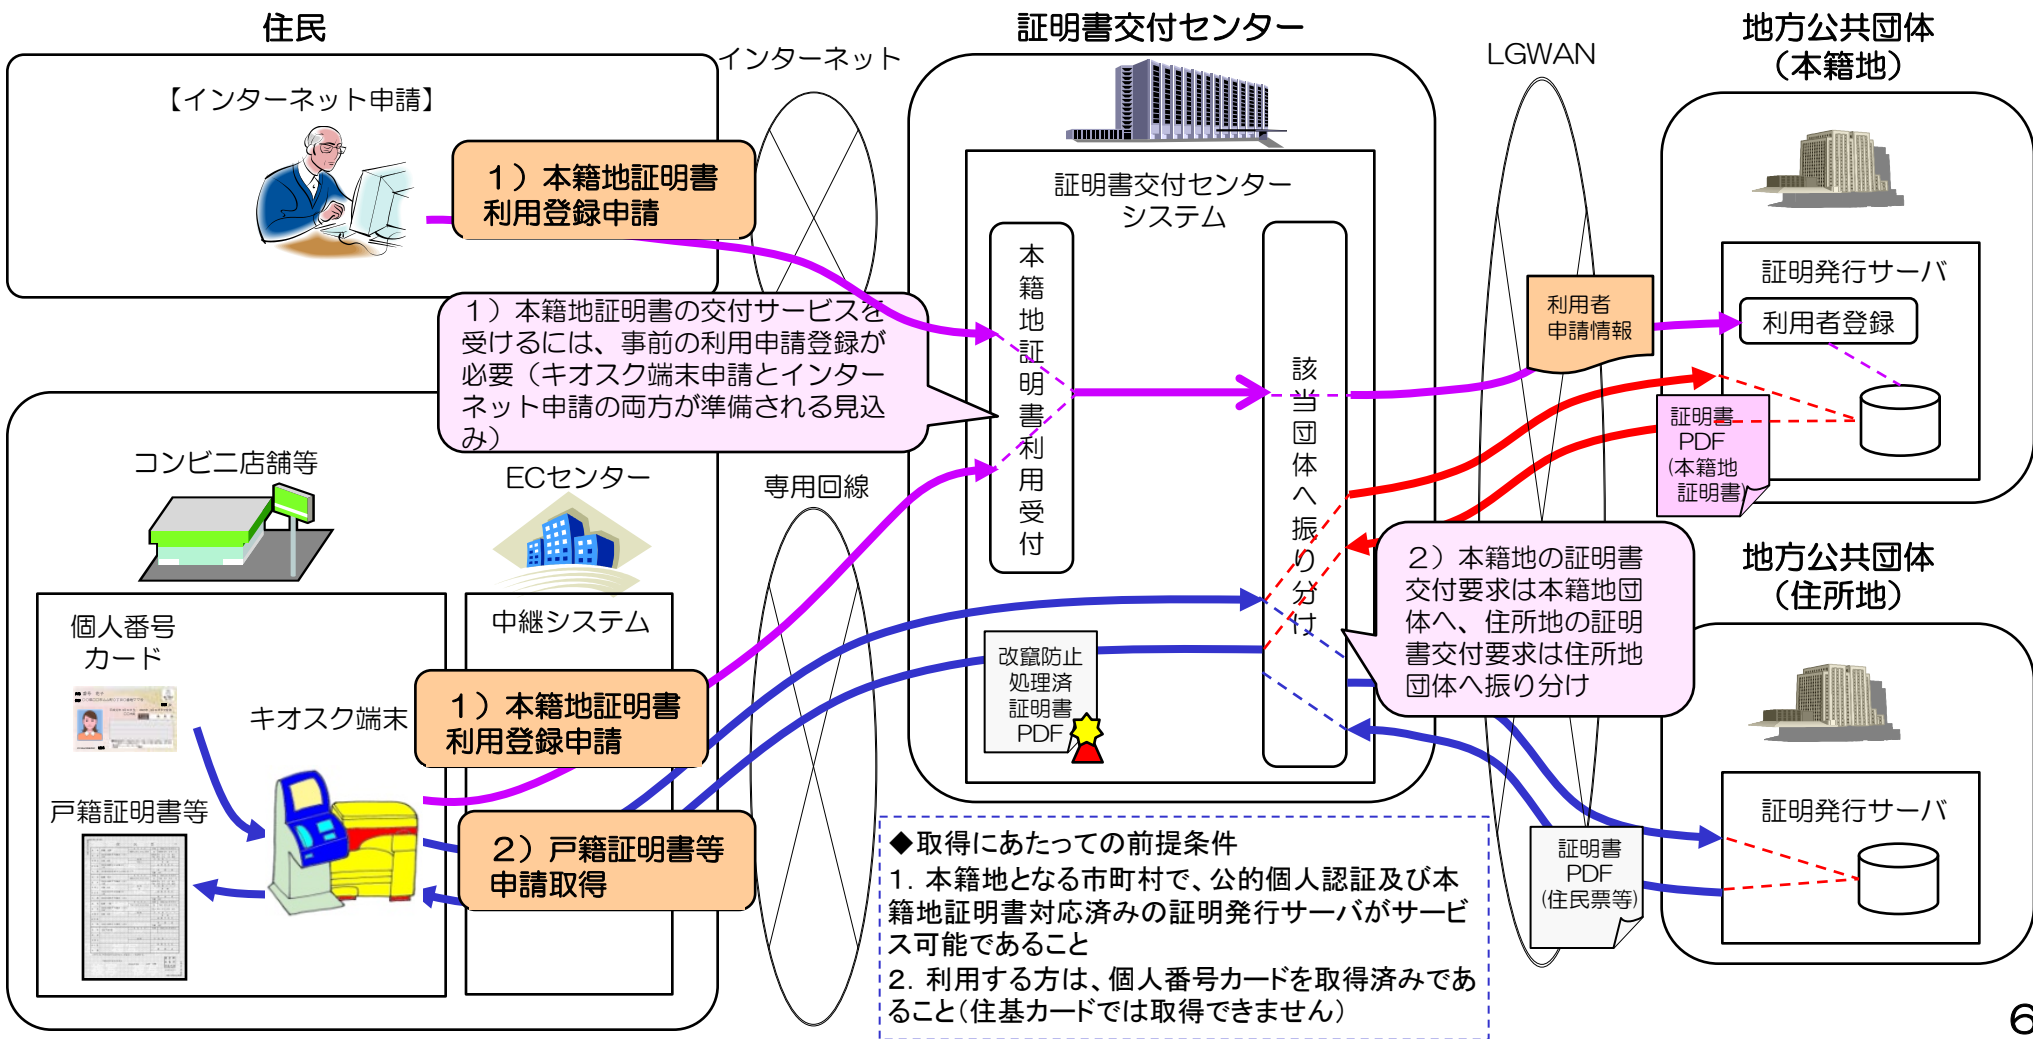 住民
【インターネット申請】
1）本籍地証明書
利用登録申請
インターネット
1）本籍地証明書の交付サービスを
受けるには、事前の利用申請登録が
必要（キオスク端末申請とインター
ネット申請の両方が準備される見込
み）
コンビニ店舗等
ECセンター
専用回線
個人番号
カード
中継システム
キオスク端末
1）本籍地証明書
利用登録申請
戸籍証明書等
2）戸籍証明書等
申請取得
証明書交付センター
証明書交付センター
システム
本籍地証明書利用受付
該当団体へ振り分け
改竄防止
処理済
証明書
PDF
LGWAN
利用者
申請情報
2）本籍地の証明書
交付要求は本籍地団
体へ、住所地の証明
書交付要求は住所地
団体へ振り分け
地方公共団体
（本籍地）
証明発行サーバ
利用者登録
証明書
PDF
(本籍地
証明書)
地方公共団体
（住所地）
証明発行サーバ
証明書
PDF
(住民票等)
◆取得にあたっての前提条件
1．本籍地となる市町村で、公的個人認証及び本
籍地証明書対応済みの証明発行サーバがサービ
ス可能であること
2．利用する方は、個人番号カードを取得済みであ
ること（住基カードでは取得できません）
6